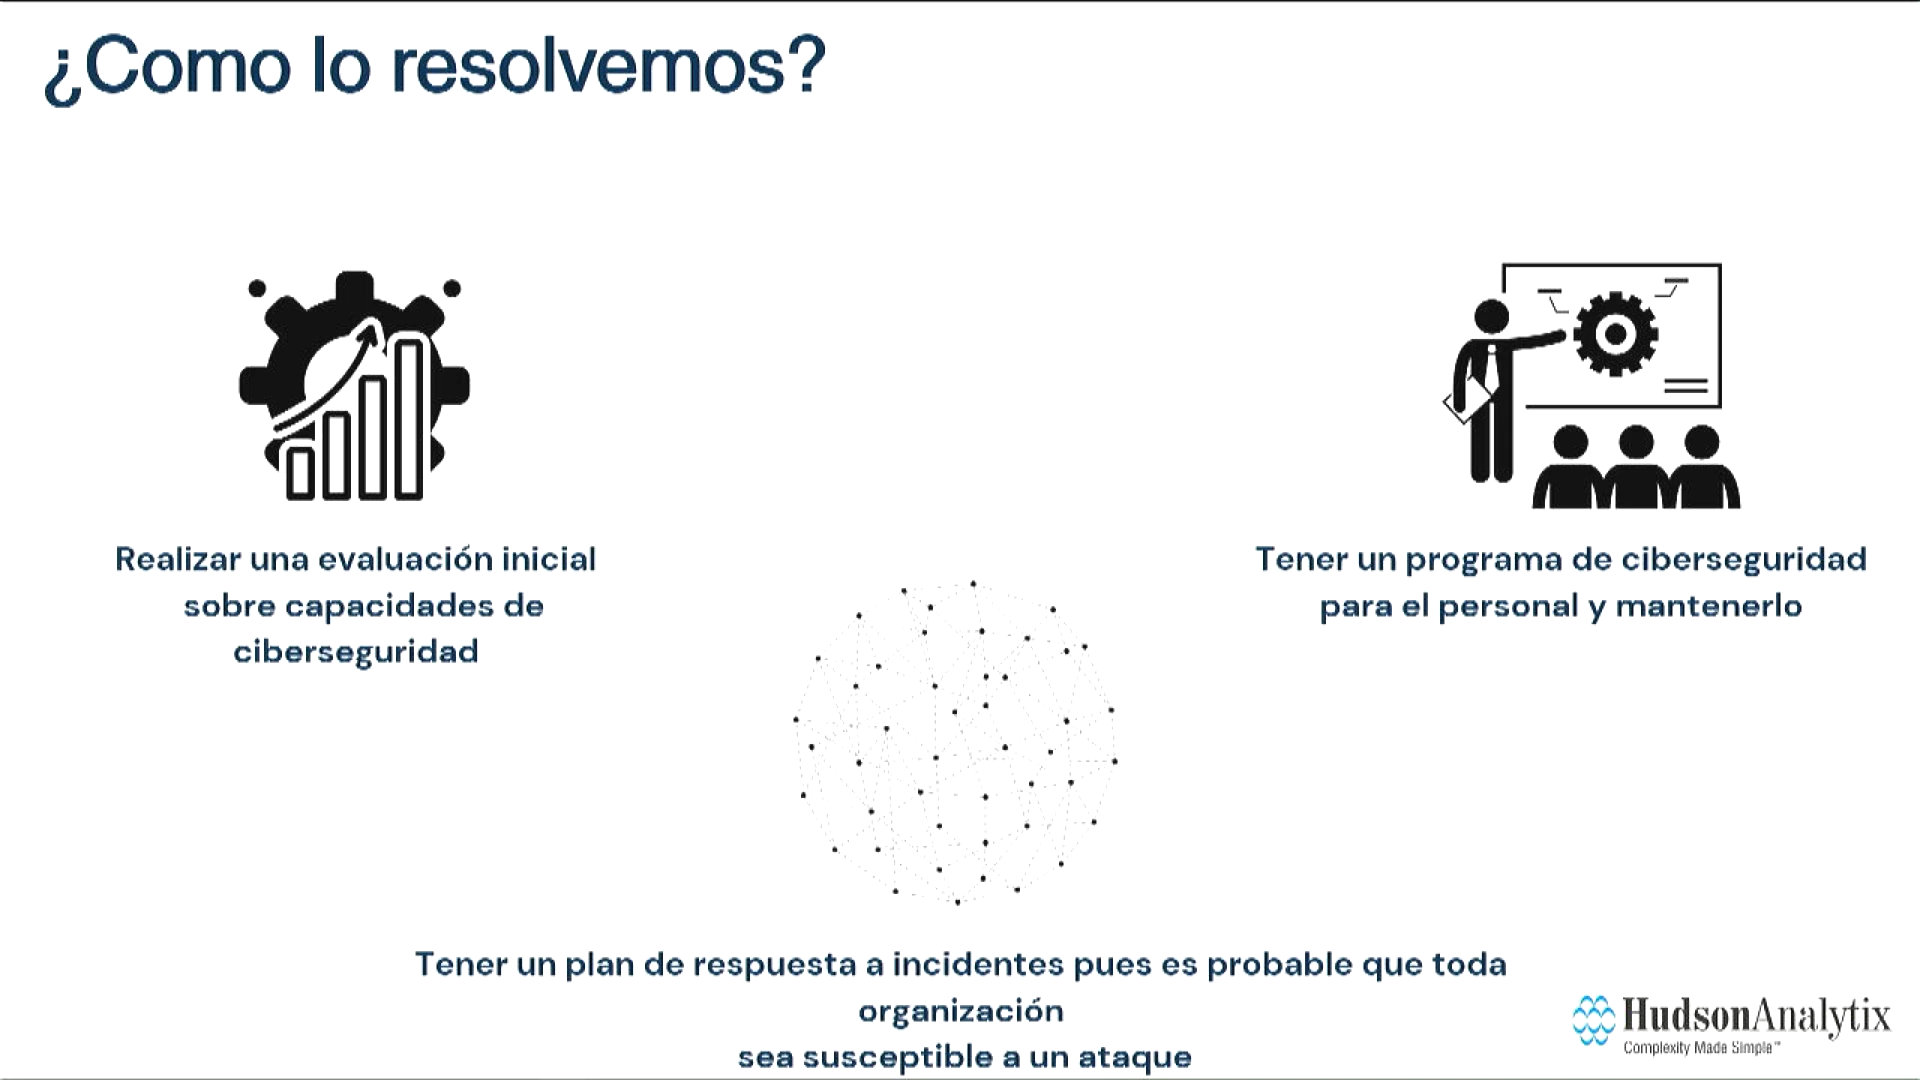 ¿Como lo resolvemos?
Realizar una evaluación inicial
sobre capacidades de
ciberseguridad
Tener un programa de ciberseguridad
para el personal y mantenerlo
Tener un plan de respuesta a incidentes pues es probable que toda
organización
sea susceptible a un ataque
HudsonAnalytix
Complexity Made Simple™